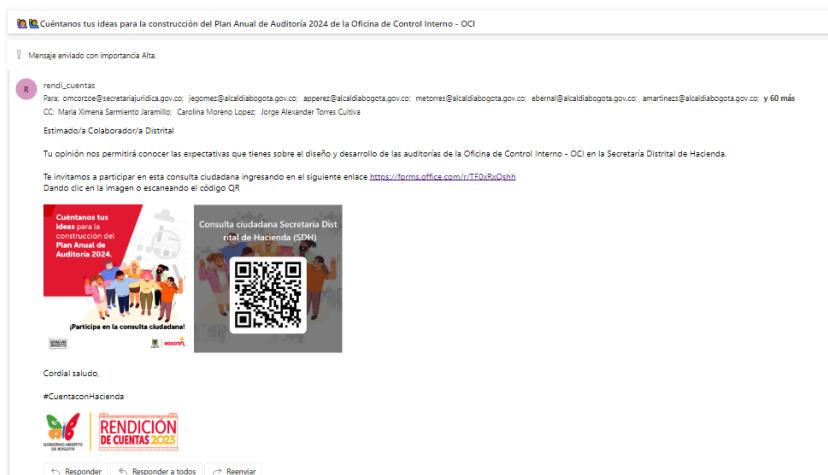 Cuéntanos tus ideas para la construcción del Plan Anual de Auditoría 2024 de la Oficina de Control Interno - OCI
Mensaje enviado con importancia Alta.
R
rendi_cuentas
Para: omcorzoe@secretariajuridica.gov.co; jegomez@alcaldiabogota.gov.co; apperez@alcaldiabogota.gov.co; metorres@alcaldiabogota.gov.co; ebernal@alcaldiabogota.gov.co; amartinezs@alcaldiabogota.gov.co; y 60 más
CC: Maria Ximena Sarmiento Jaramillo; Carolina Moreno Lopez; Jorge Alexander Torres Cuitiva
Estimado/a Colaborador/a Distrital
Tu opinión nos permitirá conocer las expectativas que tienes sobre el diseño y desarrollo de las auditorías de la Oficina de Control Interno - OCI en la Secretaría Distrital de Hacienda.
Te invitamos a participar en esta consulta ciudadana ingresando en el siguiente enlace https://forms.office.com/r/TF0xRxQshh
Dando clic en la imagen o escaneando el código QR
Cuéntanos tus
ideas para la
construcción del
Plan Anual de
Auditoría 2024.
¡Participa en la consulta ciudadana!
BOGOTÁ
Consulta ciudadana Secretaría Dist
rital de Hacienda (SDH)
Cordial saludo,
#CuentaconHacienda
GOBIERNO ABIERTO
DE BOGOTÁ
RENDICIÓN
DE CUENTAS 2023
Responder
Responder a todos
Reenviar